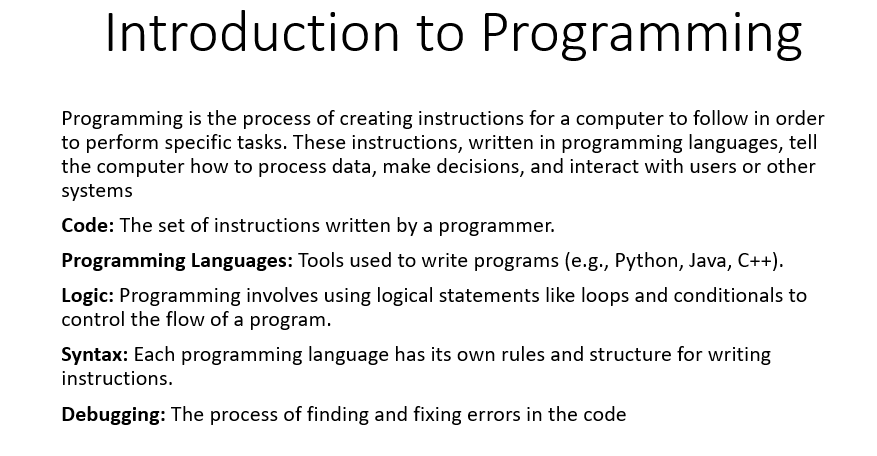 Introduction to Programming
Programming is the process of creating instructions for a computer to follow in order
to perform specific tasks. These instructions, written in programming languages, tell
the computer how to process data, make decisions, and interact with users or other
systems
Code: The set of instructions written by a programmer.
Programming Languages: Tools used to write programs (e.g., Python, Java, C++).
Logic: Programming involves using logical statements like loops and conditionals to
control the flow of a program.
Syntax: Each programming language has its own rules and structure for writing
instructions.
Debugging: The process of finding and fixing errors in the code